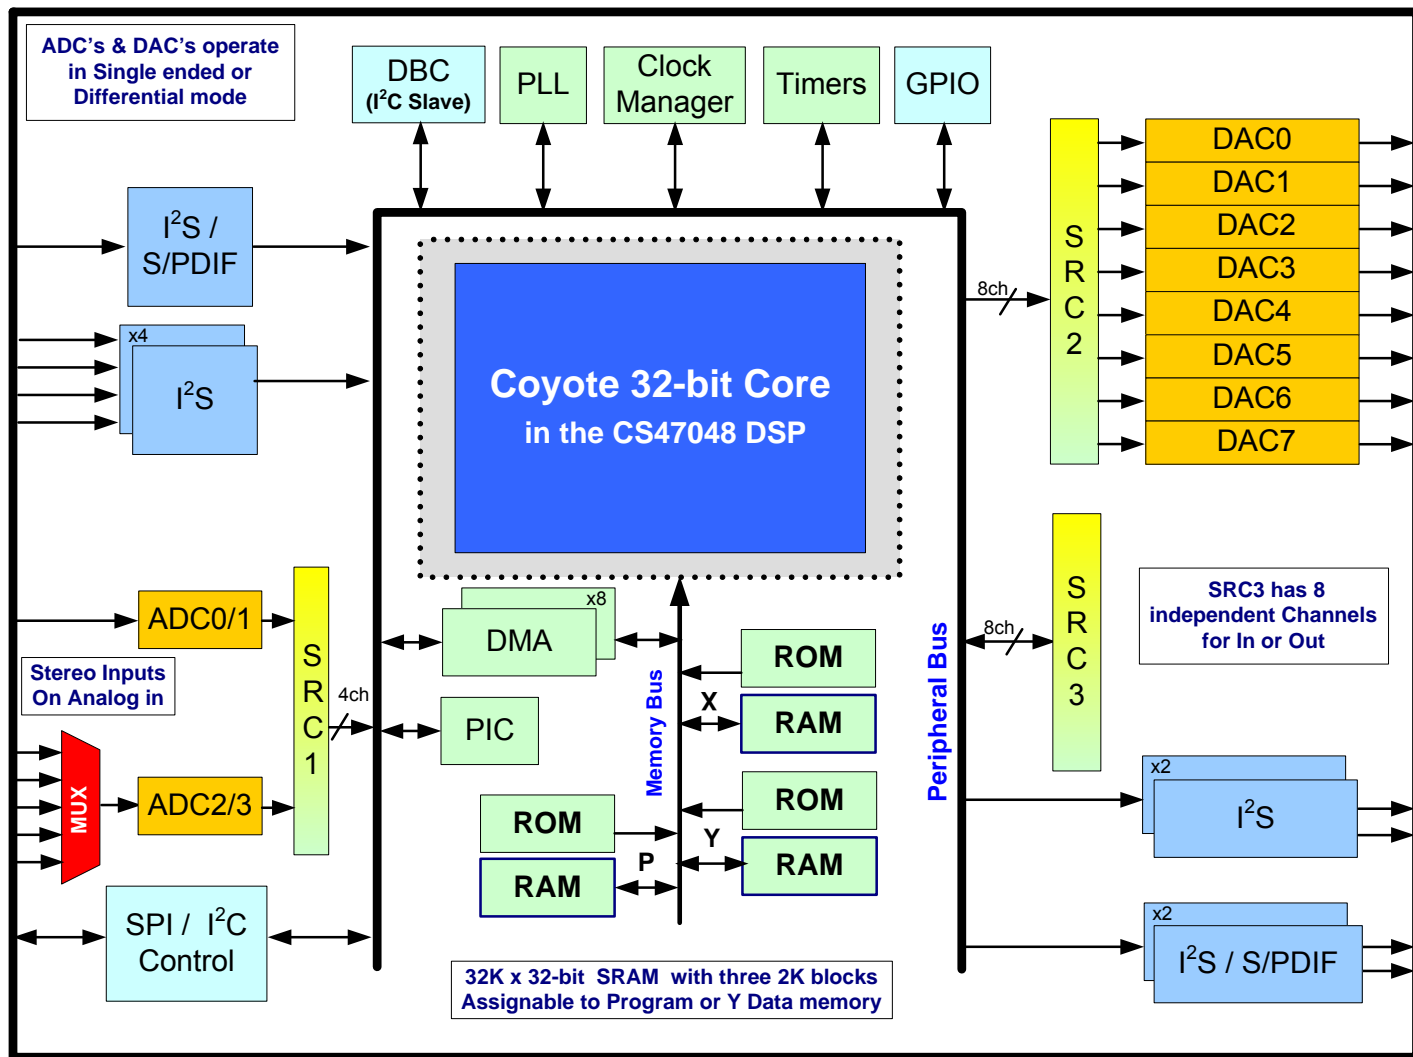 ADC's & DAC's operate
in Single ended or
Differential mode
DBC
(I²C Slave)
PLL
Clock
Manager
Timers
GPIO
I²S /
S/PDIF
x4
I²S
Coyote 32-bit Core
in the CS47048 DSP
8ch
SRC2
DAC0
DAC1
DAC2
DAC3
DAC4
DAC5
DAC6
DAC7
ADC0/1
Stereo Inputs
On Analog in
MUX
ADC2/3
SRC1
4ch
x8
DMA
PIC
Memory Bus
ROM
X
RAM
ROM
Y
RAM
ROM
P
RAM
Peripheral Bus
8ch
SRC3
SRC3 has 8
independent Channels
for In or Out
x2
I²S
x2
I²S / S/PDIF
SPI / I²C
Control
32K x 32-bit SRAM with three 2K blocks
Assignable to Program or Y Data memory